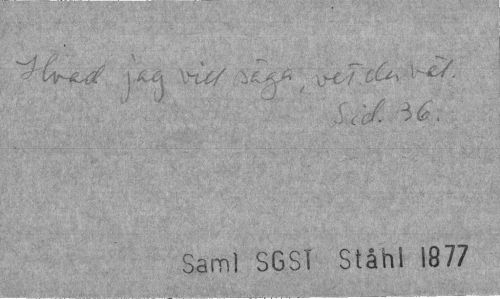 Hvad jag vill säga, vet du väl.
Sid. 36.
Saml SGST Ståhl 1877